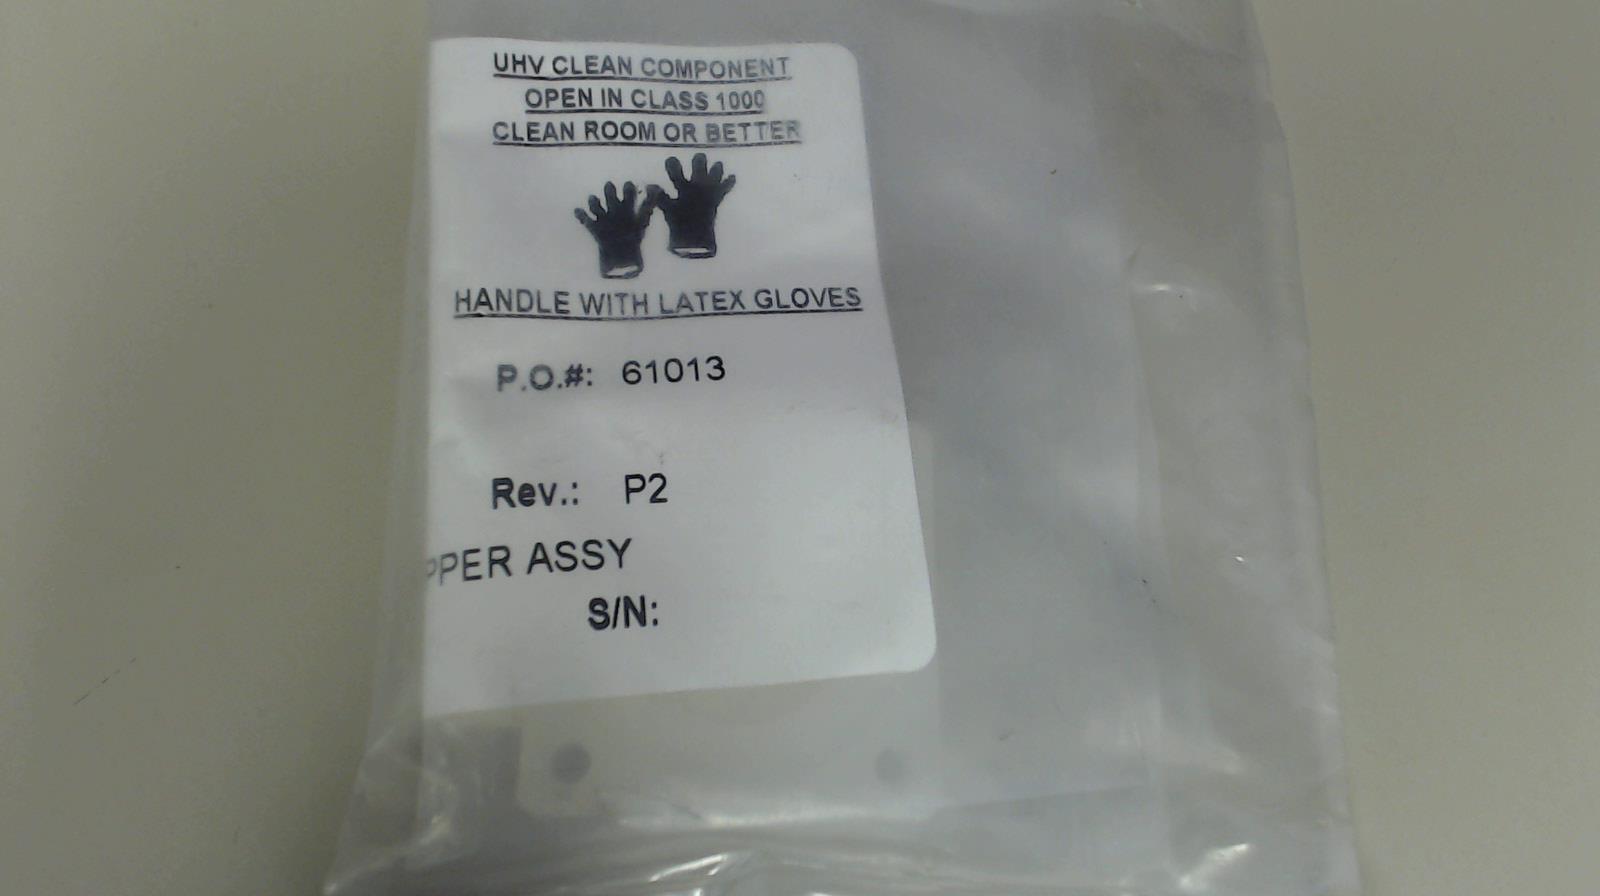 UHV CLEAN COMPONENT
OPEN IN CLASS 1000
CLEAN ROOM OR BETTER
HANDLE WITH LATEX GLOVES
P.O.#: 61013
Rev.: P2
PPER ASSY
S/N: